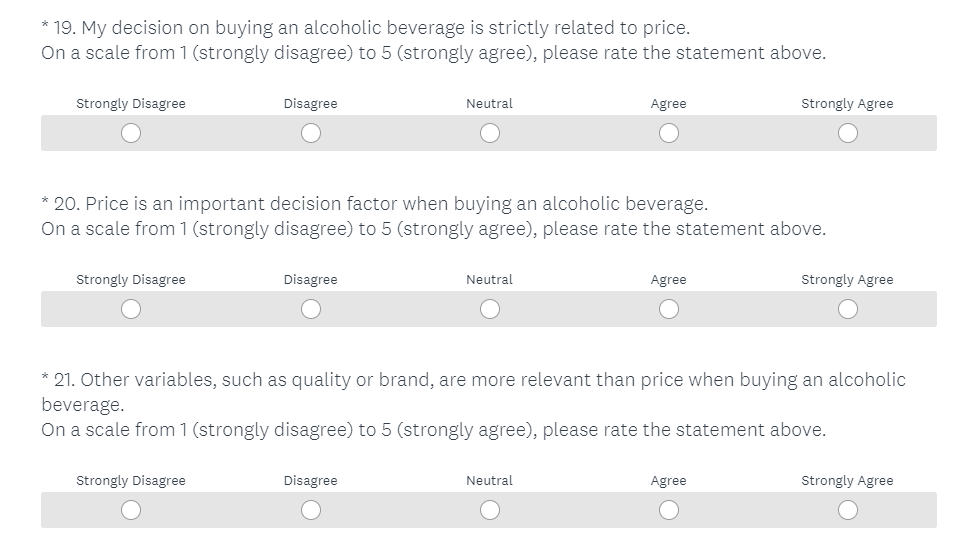 * 19. My decision on buying an alcoholic beverage is strictly related to price.
On a scale from 1 (strongly disagree) to 5 (strongly agree), please rate the statement above.
Strongly Disagree Disagree Neutral Agree Strongly Agree
* 20. Price is an important decision factor when buying an alcoholic beverage.
On a scale from 1 (strongly disagree) to 5 (strongly agree), please rate the statement above.
Strongly Disagree Disagree Neutral Agree Strongly Agree
* 21. Other variables, such as quality or brand, are more relevant than price when buying an alcoholic
beverage.
On a scale from 1 (strongly disagree) to 5 (strongly agree), please rate the statement above.
Strongly Disagree Disagree Neutral Agree Strongly Agree